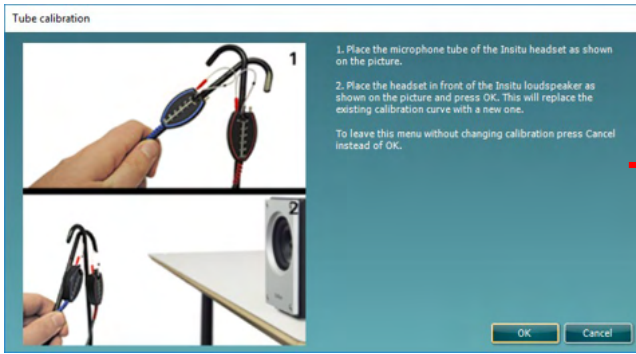 Tube calibration
1
1. Place the microphone tube of the Insitu headset as shown
on the picture.
2. Place the headset in front of the Insitu loudspeaker as
shown on the picture and press OK. This will replace the
existing calibration curve with a new one.
To leave this menu without changing calibration press Cancel
instead of OK.
2
OK
Cancel